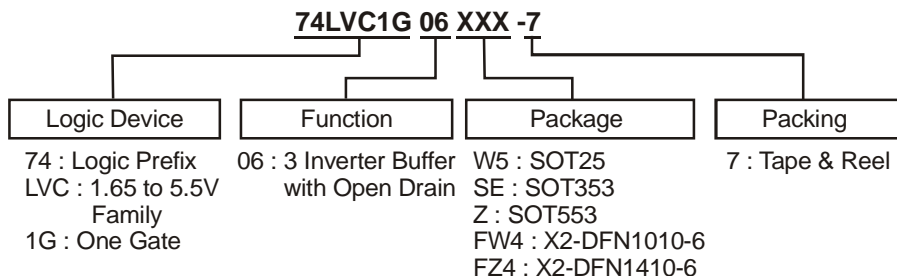 74LVC1G 06 XXX -7
Logic Device
Function
Package
Packing
74 : Logic Prefix
LVC : 1.65 to 5.5V
Family
1G : One Gate
06 : 3 Inverter Buffer
with Open Drain
W5 : SOT25
SE : SOT353
Z : SOT553
FW4 : X2-DFN1010-6
FZ4 : X2-DFN1410-6
7 : Tape & Reel